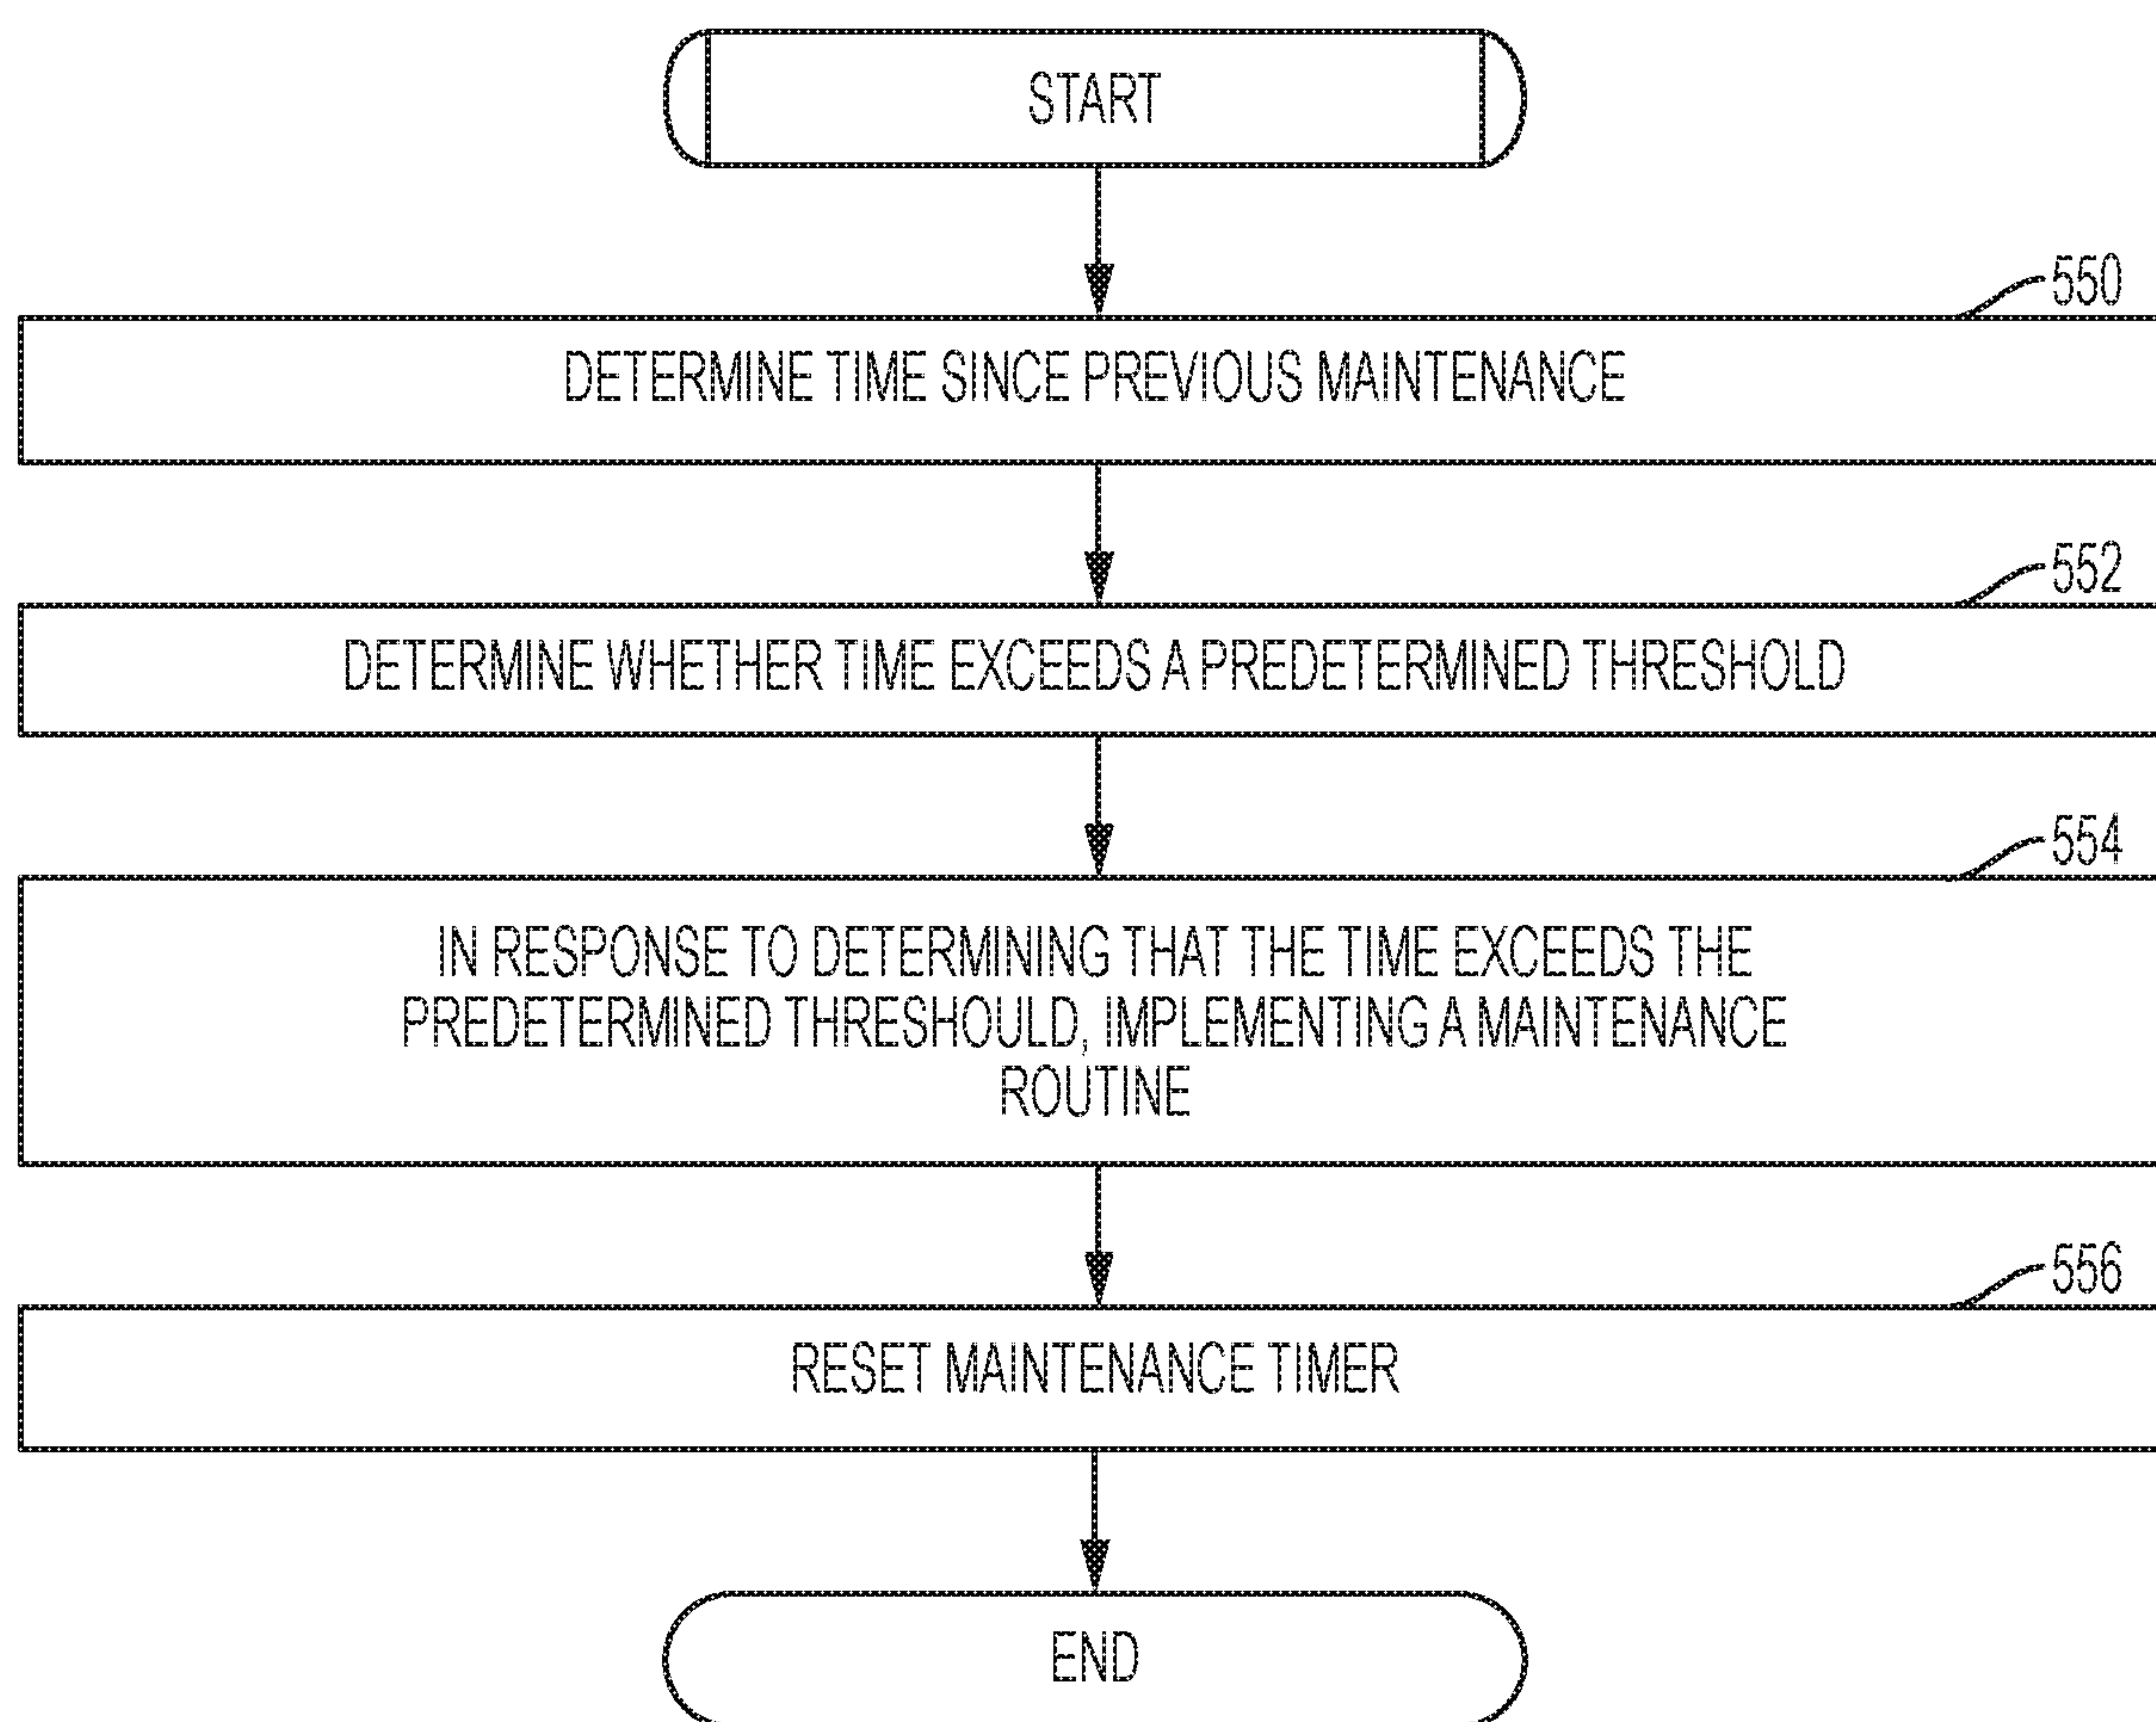 START
550
DETERMINE TIME SINCE PREVIOUS MAINTENANCE
552
DETERMINE WHETHER TIME EXCEEDS A PREDETERMINED THRESHOLD
554
IN RESPONSE TO DETERMINING THAT THE TIME EXCEEDS THE
PREDETERMINED THRESHOULD, IMPLEMENTING A MAINTENANCE
ROUTINE
556
RESET MAINTENANCE TIMER
END